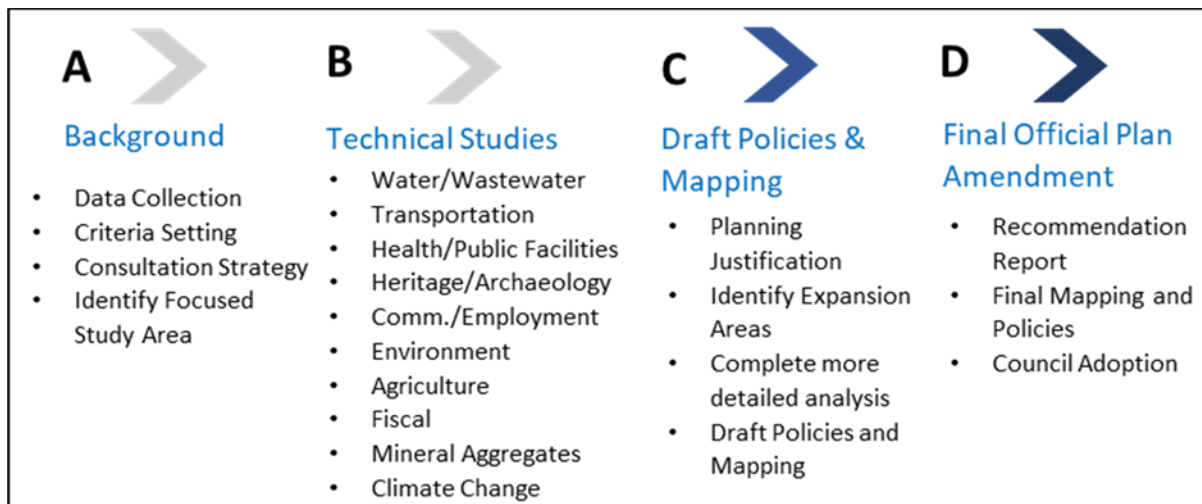 A
Background
• Data Collection
• Criteria Setting
• Consultation Strategy
• Identify Focused
Study Area
B
Technical Studies
• Water/Wastewater
• Transportation
• Health/Public Facilities
• Heritage/Archaeology
• Comm./Employment
• Environment
• Agriculture
• Fiscal
• Mineral Aggregates
• Climate Change
C
Draft Policies &
Mapping
• Planning
Justification
• Identify Expansion
Areas
• Complete more
detailed analysis
• Draft Policies and
Mapping
D
Final Official Plan
Amendment
• Recommendation
Report
• Final Mapping and
Policies
• Council Adoption